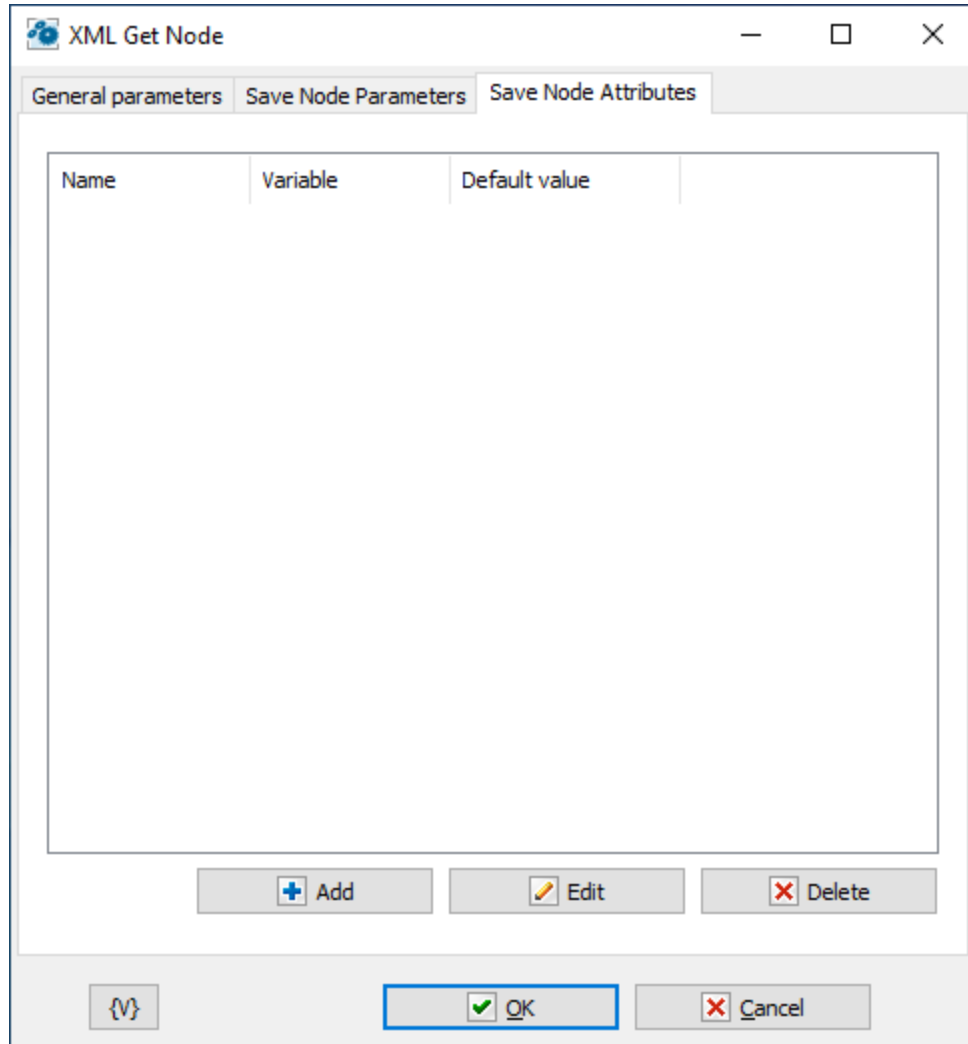 XML Get Node
General parameters Save Node Parameters Save Node Attributes
Name Variable Default value
Add Edit Delete
{V} OK Cancel